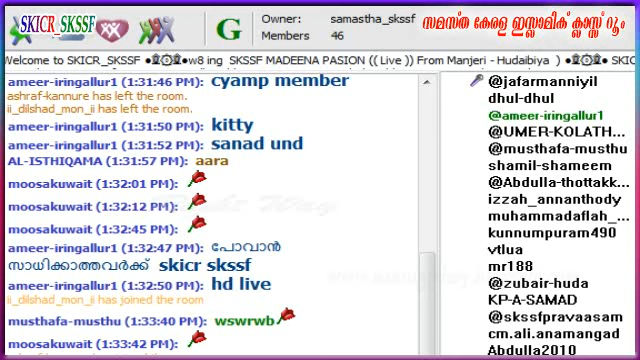 SKICR_SKSSF
G
Owner: samastha_skssf
Members 46
സമസ്ത കേരള ഇസ്ലാമിക് ക്ലാസ്സ് റൂം
Welcome to SKICR_SKSSF ●۩۞۩●w8 ing SKSSF MADEENA PASION (( Live )) From Manjeri - Hudaibiya ) ●۩۞۩●
ameer-iringallur1 (1:31:46 PM): cyamp member
ashraf-kannure has left the room.
ii_dilshad_mon_ii has left the room.
ameer-iringallur1 (1:31:50 PM): kitty
ameer-iringallur1 (1:31:52 PM): sanad und
AL-ISTHIQAMA (1:31:57 PM): aara
moosakuwait (1:32:01 PM):
moosakuwait (1:32:12 PM):
moosakuwait (1:32:45 PM):
ameer-iringallur1 (1:32:47 PM): പോവാൻ
സാധിക്കാത്തവർക്ക് skicr skssf
ameer-iringallur1 (1:32:50 PM): hd live
ii_dilshad_mon_ii has joined the room
musthafa-musthu (1:33:40 PM): wswrwb
moosakuwait (1:33:42 PM):
@jafarmanniyil
dhul-dhul
@ameer-iringallur1
@UMER-KOLATH...
@musthafa-musthu
shamil-shameem
@Abdulla-thottakk...
izzah_annanthody
muhammadaflah_...
kunnumpuram490
vtlua
mr188
@zubair-huda
KP-A-SAMAD
@skssfpravaasam
cm.ali.anamangad
Abdulla2010